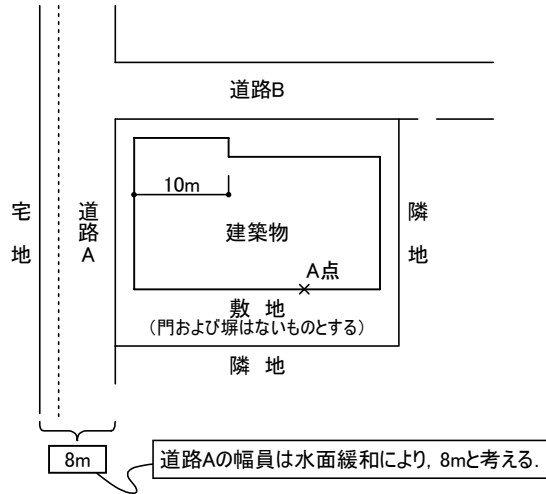 道路B
10m
宅地
道路A
建築物
隣地
A点
敷地
(門および塀はないものとする)
隣地
8m
道路Aの幅員は水面緩和により, 8mと考える.